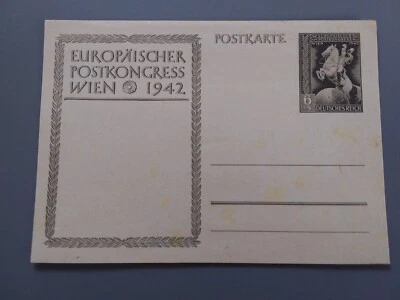 EUROPÄISCHER
POSTKONGRESS
WIEN 1942
POSTKARTE
6
DEUTSCHES REICH